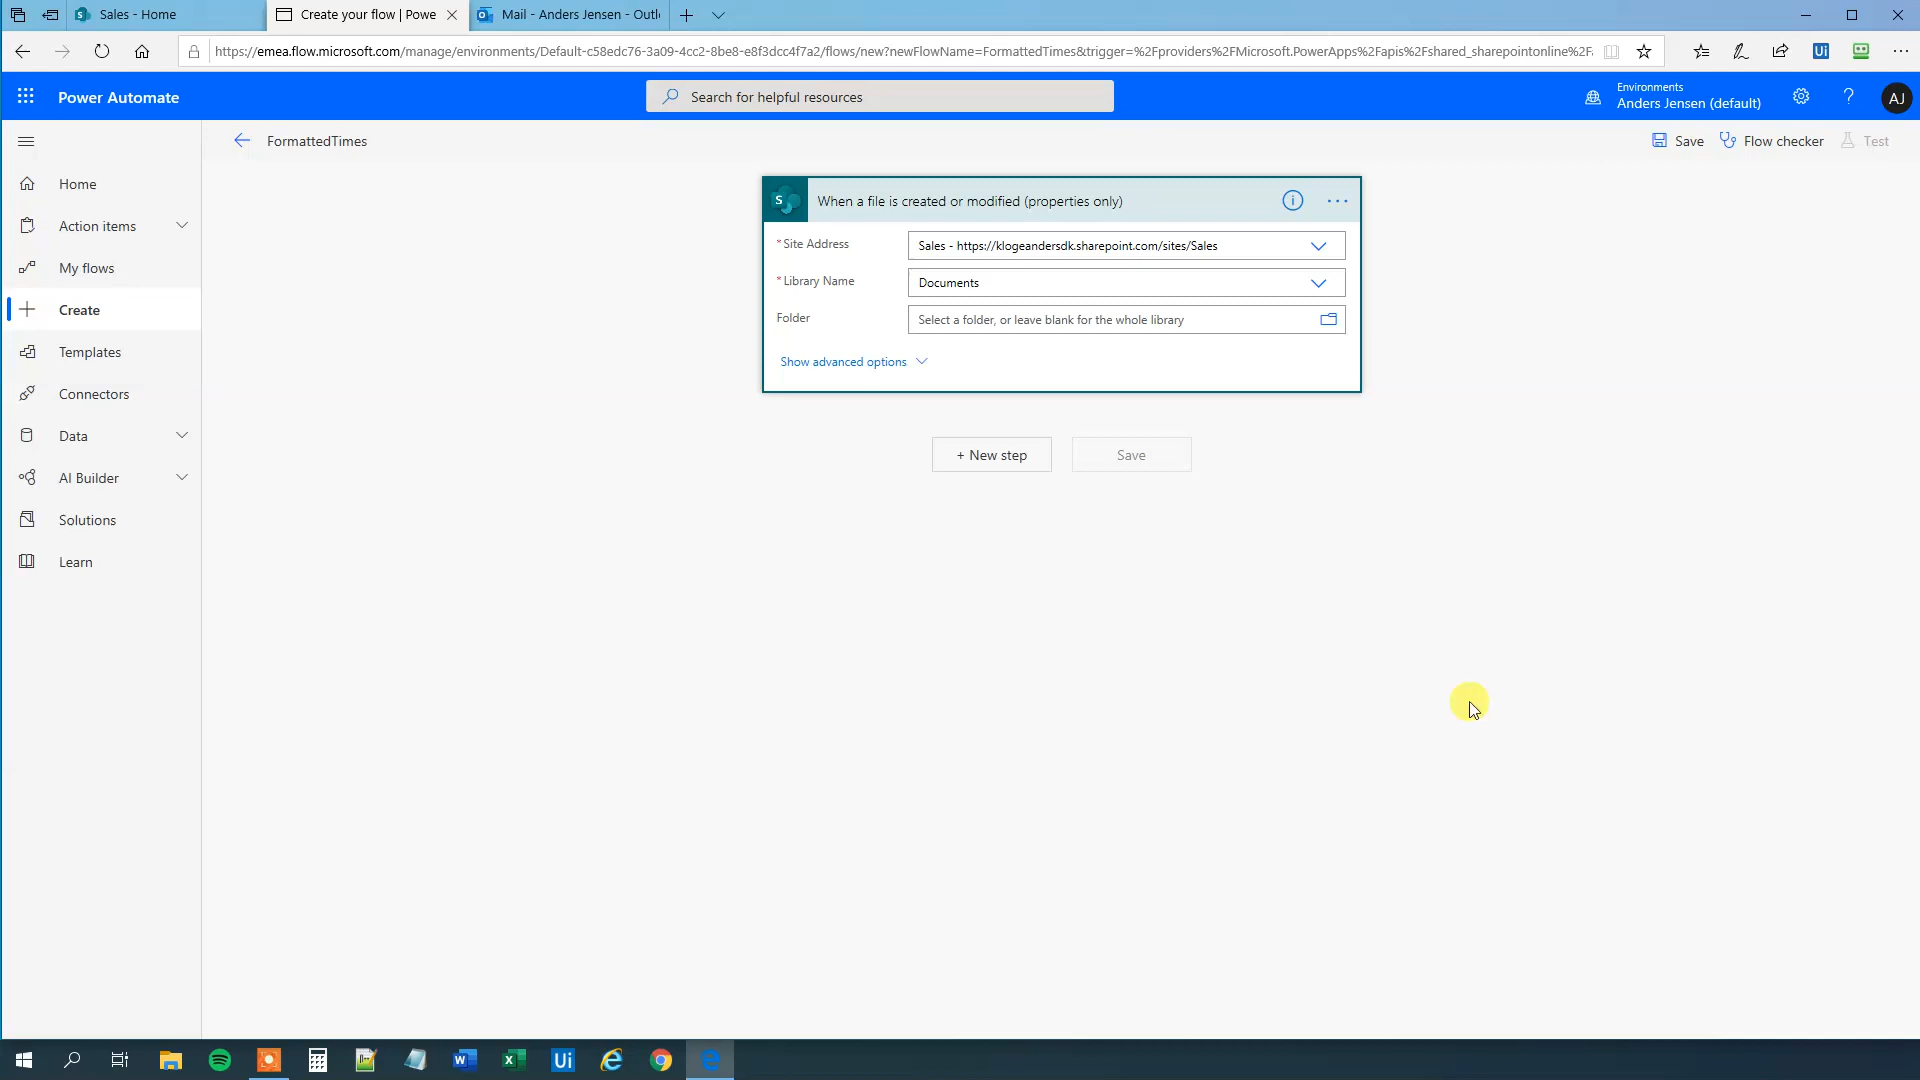 Sales - Home
Create your flow | Powe
Mail - Anders Jensen - Outl
https://emea.flow.microsoft.com/manage/environments/Default-c58edc76-3a09-4cc2-8be8-e8f3dcc4f7a2/flows/new?newFlowName=FormattedTimes&trigger=%2Fproviders%2FMicrosoft.PowerApps%2Fapis%2Fshared_sharepointonline%2F
Ui
Power Automate
Search for helpful resources
Environments
Anders Jensen (default)
?
AJ
FormattedTimes
Save
Flow checker
Test
Home
Action items
My flows
Create
Templates
Connectors
Data
AI Builder
Solutions
Learn
S
When a file is created or modified (properties only)
* Site Address
Sales - https://klogeandersdk.sharepoint.com/sites/Sales
* Library Name
Documents
Folder
Select a folder, or leave blank for the whole library
Show advanced options
+ New step
Save
Ui